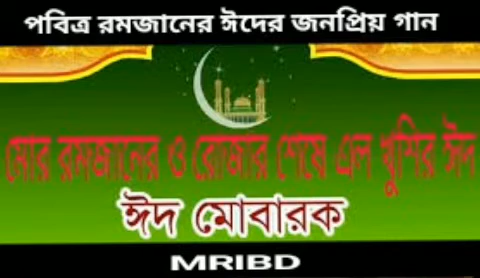 পবিত্র রমজানের ঈদের জনপ্রিয় গান
মোর রমজানের ও রোজার শেষে এল খুশির ঈদ
ঈদ মোবারক
MRIBD